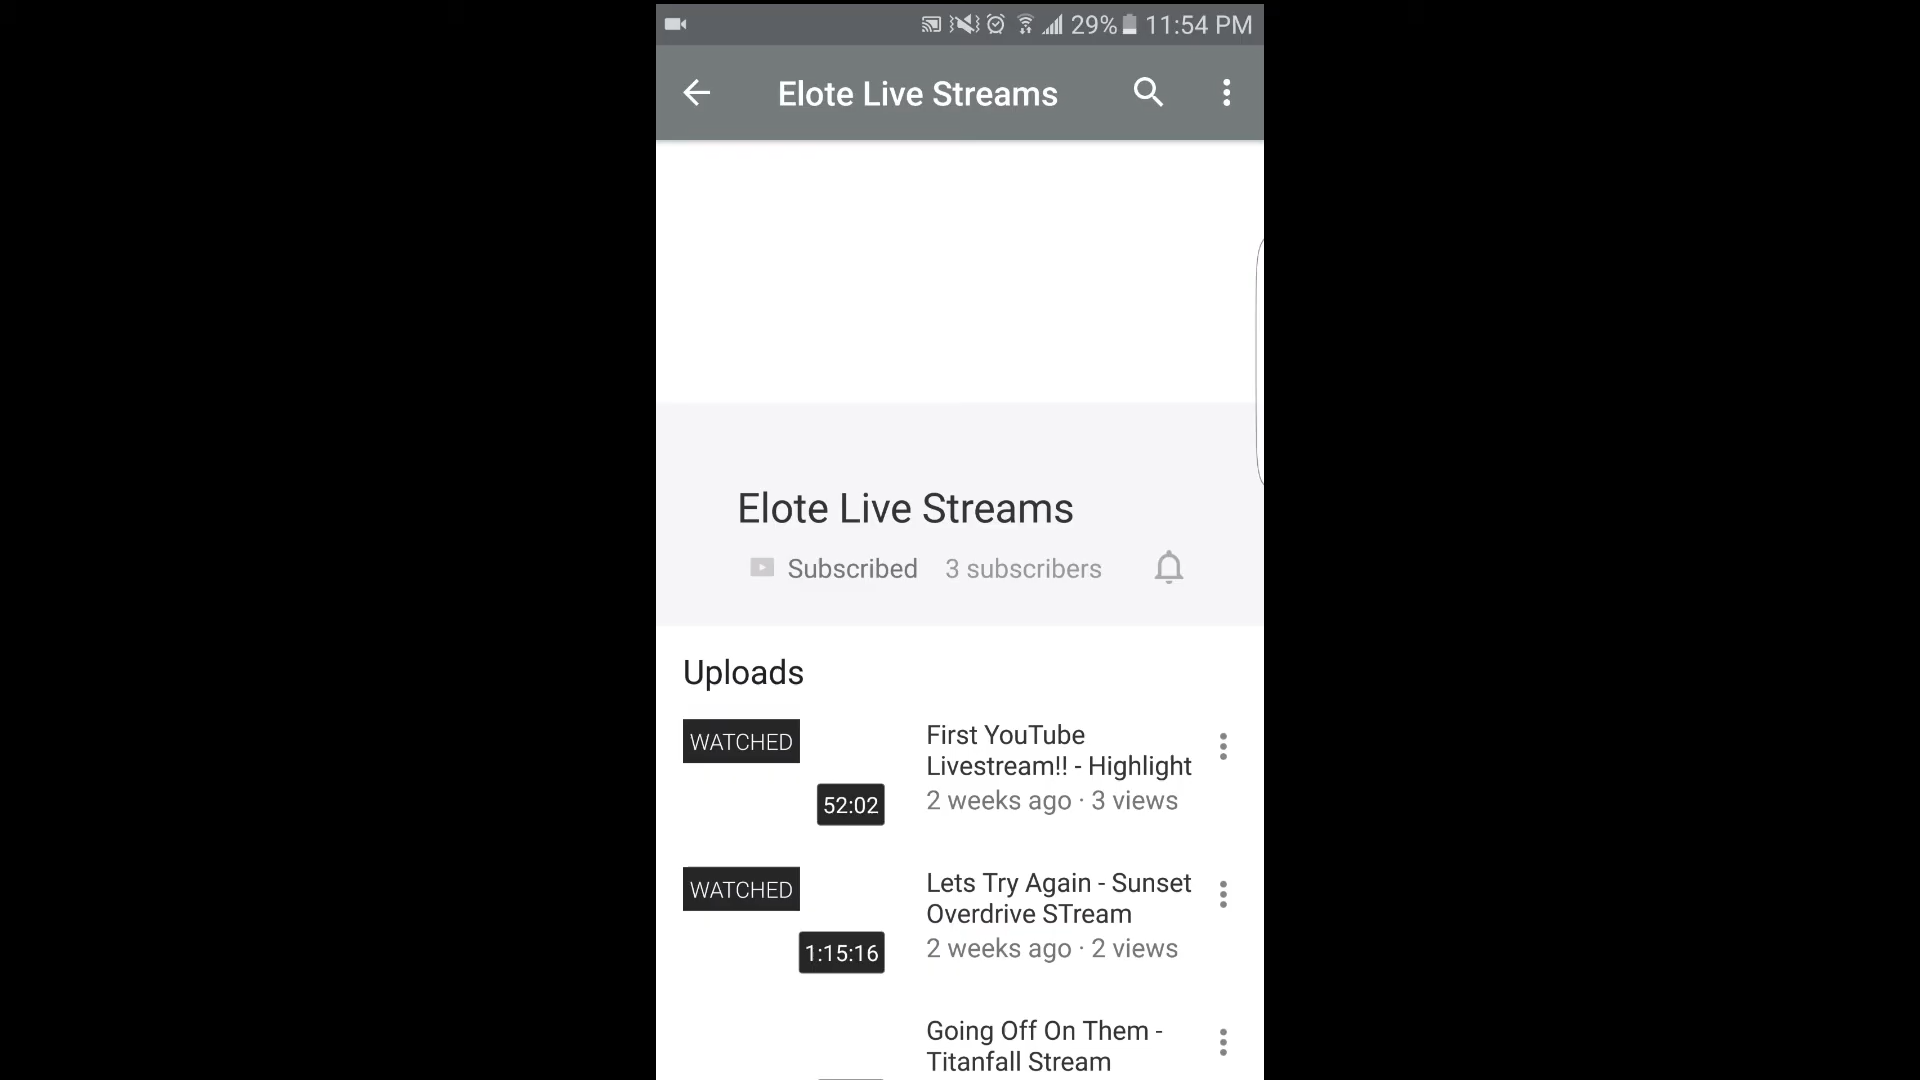 29% 11:54 PM
Elote Live Streams
Elote Live Streams
Subscribed 3 subscribers
Uploads
WATCHED
52:02
First YouTube
Livestream!! - Highlight
2 weeks ago · 3 views
WATCHED
1:15:16
Lets Try Again - Sunset
Overdrive STream
2 weeks ago · 2 views
Going Off On Them -
Titanfall Stream